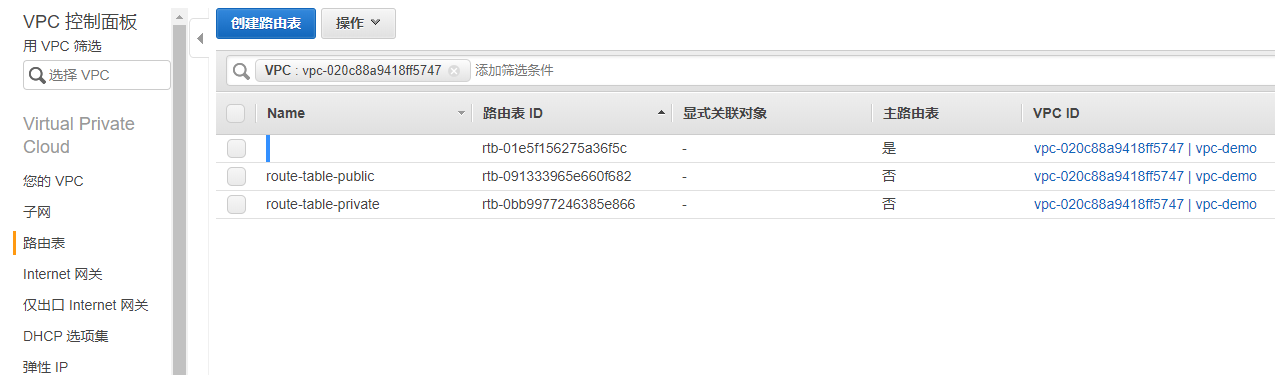 VPC 控制面板
用 VPC 筛选
选择 VPC
Virtual Private
Cloud
您的 VPC
子网
路由表
Internet 网关
仅出口 Internet 网关
DHCP 选项集
弹性 IP
创建路由表 操作
VPC : vpc-020c88a9418ff5747 添加筛选条件
Name 路由表 ID 显式关联对象 主路由表 VPC ID
rtb-01e5f156275a36f5c - 是 vpc-020c88a9418ff5747 | vpc-demo
route-table-public rtb-091333965e660f682 - 否 vpc-020c88a9418ff5747 | vpc-demo
route-table-private rtb-0bb9977246385e866 - 否 vpc-020c88a9418ff5747 | vpc-demo